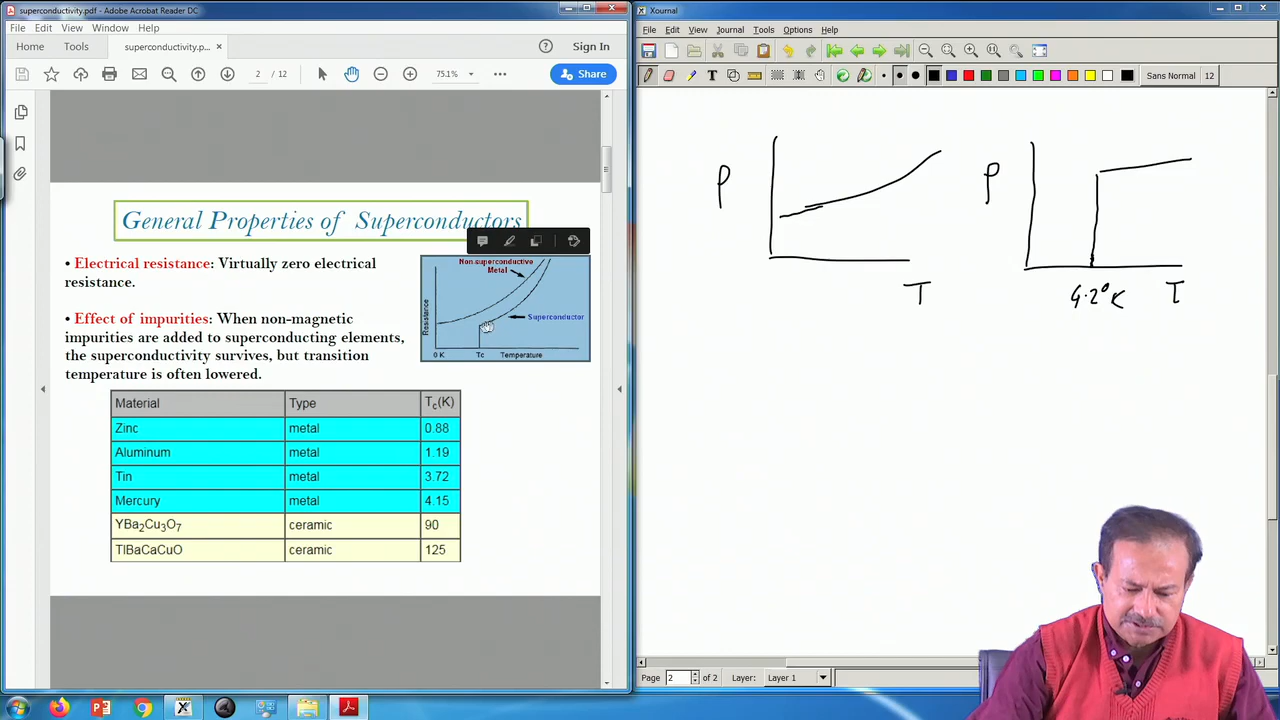 superconductivity.pdf - Adobe Acrobat Reader DC
File Edit View Window Help
Home Tools superconductivity.p... × Sign In
2 / 12 75.1% Share
General Properties of Superconductors
• Electrical resistance: Virtually zero electrical
resistance.
• Effect of impurities: When non-magnetic
impurities are added to superconducting elements,
the superconductivity survives, but transition
temperature is often lowered.
Non-superconductive
Metal
Superconductor
Resistance
0 K Tc Temperature
Material Type Tc(K)
Zinc metal 0.88
Aluminum metal 1.19
Tin metal 3.72
Mercury metal 4.15
YBa2Cu3O7 ceramic 90
TlBaCaCuO ceramic 125
Xournal
File Edit View Journal Tools Options Help
Sans Normal 12
ρ T
ρ 4.2°K T
Page 2 of 2 Layer: Layer 1